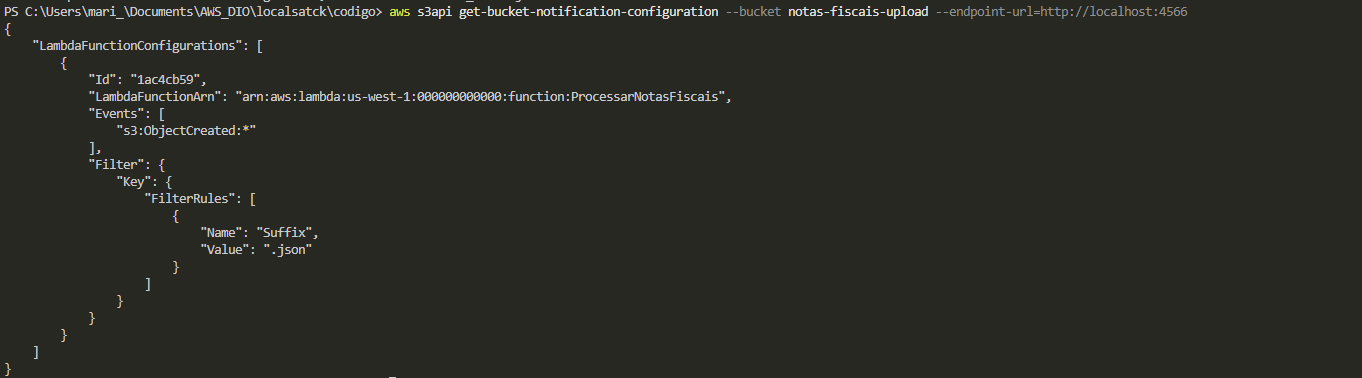 PS C:\Users\mari_\Documents\AWS_DIO\localsatck\codigo> aws s3api get-bucket-notification-configuration --bucket notas-fiscais-upload --endpoint-url=http://localhost:4566
{
    "LambdaFunctionConfigurations": [
        {
            "Id": "1ac4cb59",
            "LambdaFunctionArn": "arn:aws:lambda:us-west-1:000000000000:function:ProcessarNotasFiscais",
            "Events": [
                "s3:ObjectCreated:*"
            ],
            "Filter": {
                "Key": {
                    "FilterRules": [
                        {
                            "Name": "Suffix",
                            "Value": ".json"
                        }
                    ]
                }
            }
        }
    ]
}